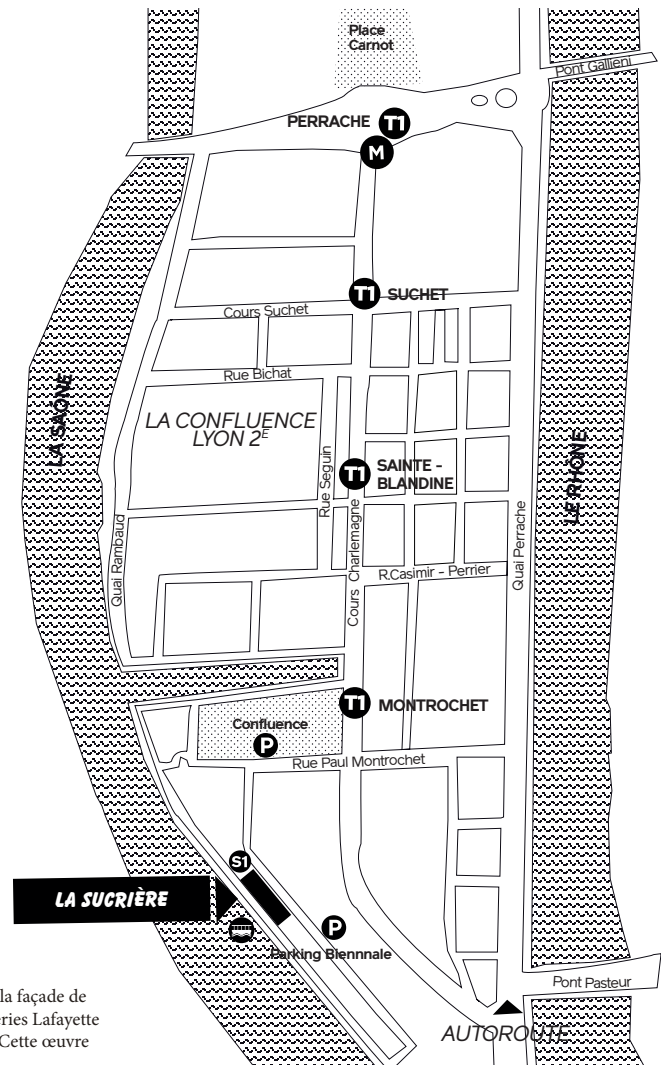 Place
Carnot
Pont Gallieni
PERRACHE T1
M
T1 SUCHET
Cours Suchet
Rue Bichat
LA SAÔNE
LA CONFLUENCE
LYON 2E
LE RHÔNE
Rue Seguin
T1 SAINTE -
BLANDINE
Quai Rambaud
Cours Charlemagne
Quai Perrache
R.Casimir - Perrier
T1 MONTROCHET
Confluence
P
Rue Paul Montrochet
S1
LA SUCRIÈRE
P
Parking Biennnale
Pont Pasteur
AUTOROUTE
la façade de
ries Lafayette
Cette œuvre